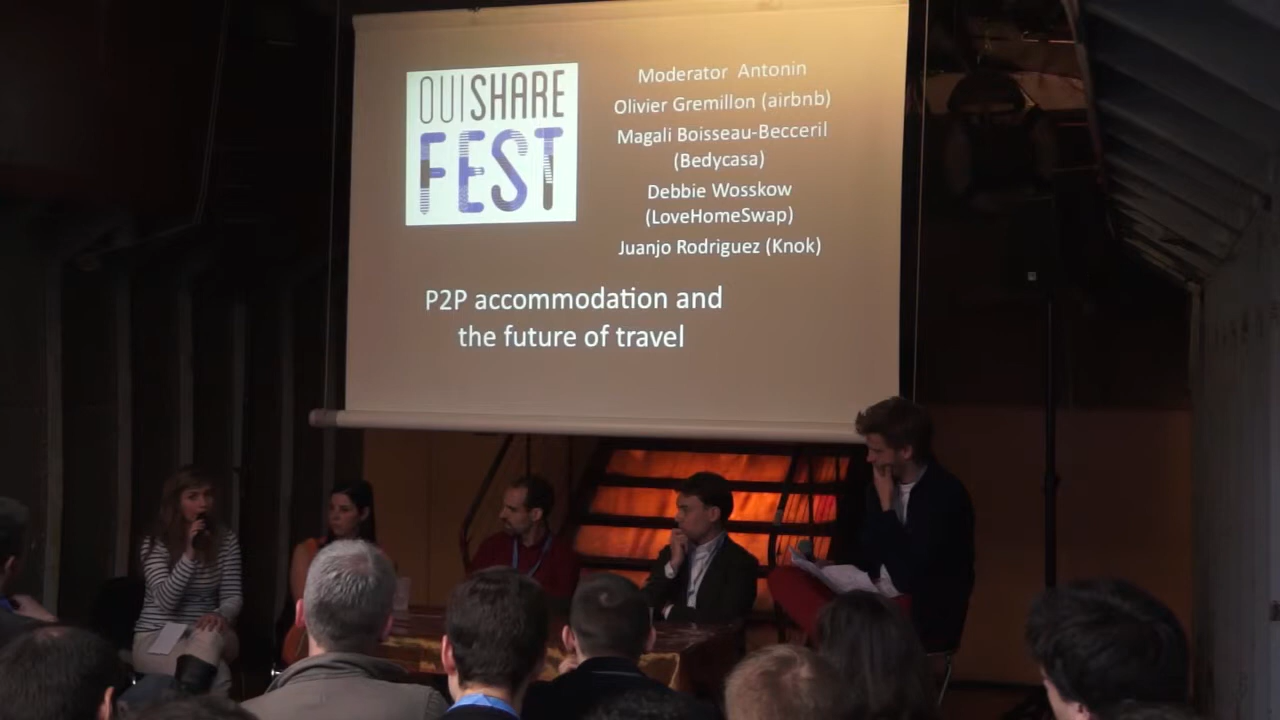 OUISHARE
FEST
Moderator Antonin
Olivier Gremillon (airbnb)
Magali Boisseau-Becceril
(Bedycasa)
Debbie Wosskow
(LoveHomeSwap)
Juanjo Rodriguez (Knok)
P2P accommodation and
the future of travel